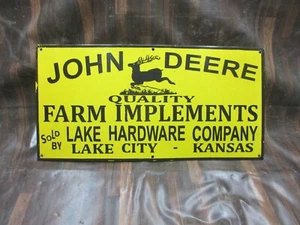 JOHN DEERE
QUALITY
FARM IMPLEMENTS
SOLD BY LAKE HARDWARE COMPANY
LAKE CITY - KANSAS